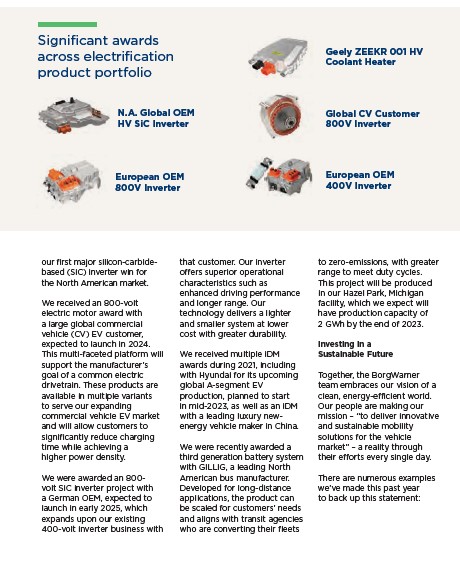 Significant awards
across electrification
product portfolio
Geely ZEEKR 001 HV
Coolant Heater
N.A. Global OEM
HV SiC Inverter
Global CV Customer
800V Inverter
European OEM
800V Inverter
European OEM
400V Inverter
our first major silicon-carbide-
based (SiC) inverter win for
the North American market.
We received an 800-volt
electric motor award with
a large global commercial
vehicle (CV) EV customer,
expected to launch in 2024.
This multi-faceted platform will
support the manufacturer's
goal of a common electric
drivetrain. These products are
available in multiple variants
to serve our expanding
commercial vehicle EV market
and will allow customers to
significantly reduce charging
time while achieving a
higher power density.
We were awarded an 800-
volt SiC inverter project with
a German OEM, expected to
launch in early 2025, which
expands upon our existing
400-volt inverter business with
that customer. Our inverter
offers superior operational
characteristics such as
enhanced driving performance
and longer range. Our
technology delivers a lighter
and smaller system at lower
cost with greater durability.
We received multiple iDM
awards during 2021, including
with Hyundai for its upcoming
global A-segment EV
production, planned to start
in mid-2023, as well as an iDM
with a leading luxury new-
energy vehicle maker in China.
We were recently awarded a
third generation battery system
with GILLIG, a leading North
American bus manufacturer.
Developed for long-distance
applications, the product can
be scaled for customers' needs
and aligns with transit agencies
who are converting their fleets
to zero-emissions, with greater
range to meet duty cycles.
This project will be produced
in our Hazel Park, Michigan
facility, which we expect will
have production capacity of
2 GWh by the end of 2023.
Investing in a
Sustainable Future
Together, the BorgWarner
team embraces our vision of a
clean, energy-efficient world.
Our people are making our
mission – "to deliver innovative
and sustainable mobility
solutions for the vehicle
market" – a reality through
their efforts every single day.
There are numerous examples
we've made this past year
to back up this statement: